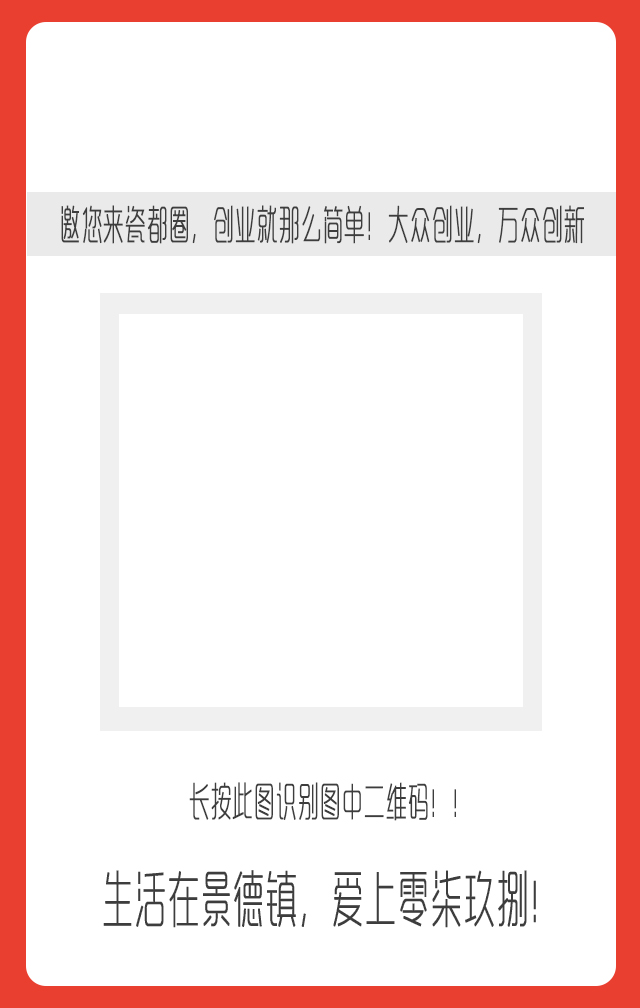 邀您来瓷都圈，创业就那么简单！大众创业，万众创新
长按此图识别图中二维码！！
生活在景德镇，爱上零柒玖捌！